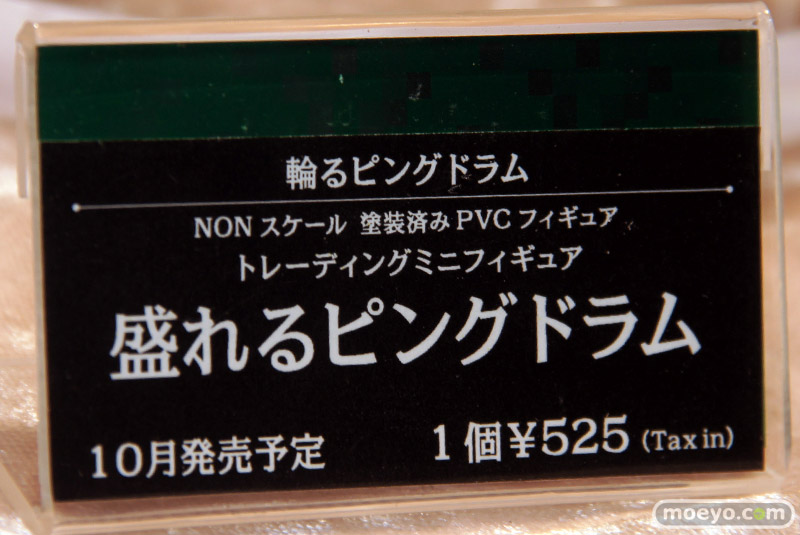 輪るピングドラム
NON スケール 塗装済み PVC フィギュア
トレーディングミニフィギュア
盛れるピングドラム
10月発売予定 1個¥525 (Tax in)
moeyo.com